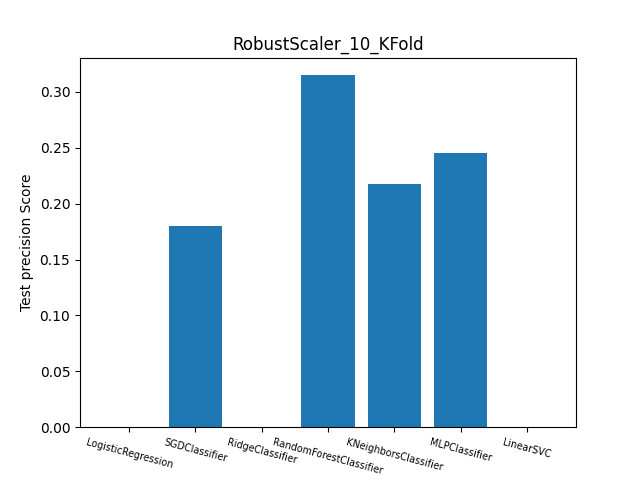 RobustScaler_10_KFold
Test precision Score
0.30
0.25
0.20
0.15
0.10
0.05
0.00
LogisticRegression
SGDClassifier
RidgeClassifier
RandomForestClassifier
KNeighborsClassifier
MLPClassifier
LinearSVC